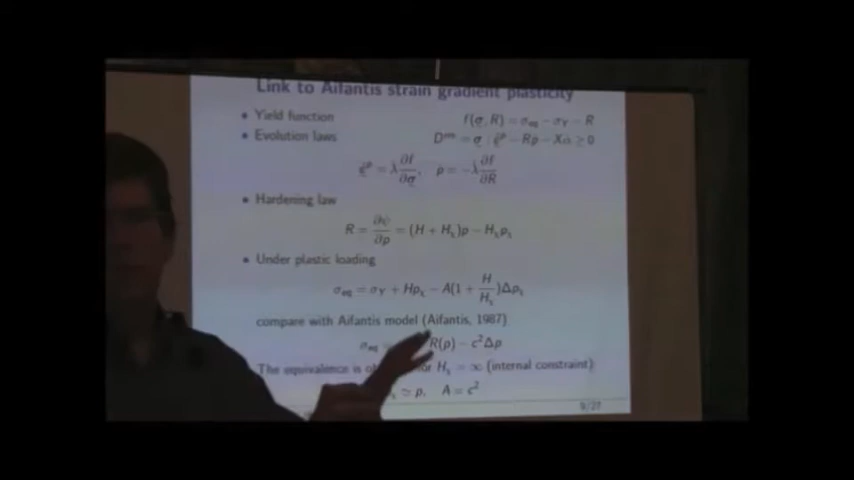 Link to Aifantis strain gradient plasticity
• Yield function f(σ, R) = σeq − σY − R
• Evolution laws Dres = σ : ε̇p − Rṗ − Xα̇ ≥ 0
ε̇p = λ̇ ∂f/∂σ, ṗ = −λ̇ ∂f/∂R
• Hardening law
R = ∂ψ/∂p = (H + Hχ)p − Hχpχ
• Under plastic loading
σeq = σY + Hpχ − A(1 + H/Hχ)Δpχ
compare with Aifantis model (Aifantis, 1987)
σeq = R(p) − c²Δp
The equivalence is for Hχ = ∞ (internal constraint):
≃ p, A = c²
9/27